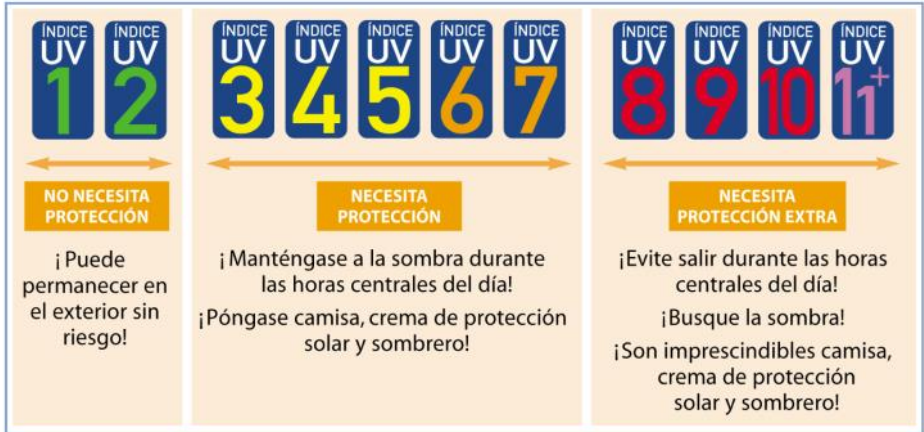 ÍNDICE
UV
1
ÍNDICE
UV
2
NO NECESITA
PROTECCIÓN
¡Puede
permanecer en
el exterior sin
riesgo!
ÍNDICE
UV
3
ÍNDICE
UV
4
ÍNDICE
UV
5
ÍNDICE
UV
6
ÍNDICE
UV
7
NECESITA
PROTECCIÓN
¡Manténgase a la sombra durante
las horas centrales del día!
¡Póngase camisa, crema de protección
solar y sombrero!
ÍNDICE
UV
8
ÍNDICE
UV
9
ÍNDICE
UV
10
ÍNDICE
UV
11+
NECESITA
PROTECCIÓN EXTRA
¡Evite salir durante las horas
centrales del día!
¡Busque la sombra!
¡Son imprescindibles camisa,
crema de protección
solar y sombrero!